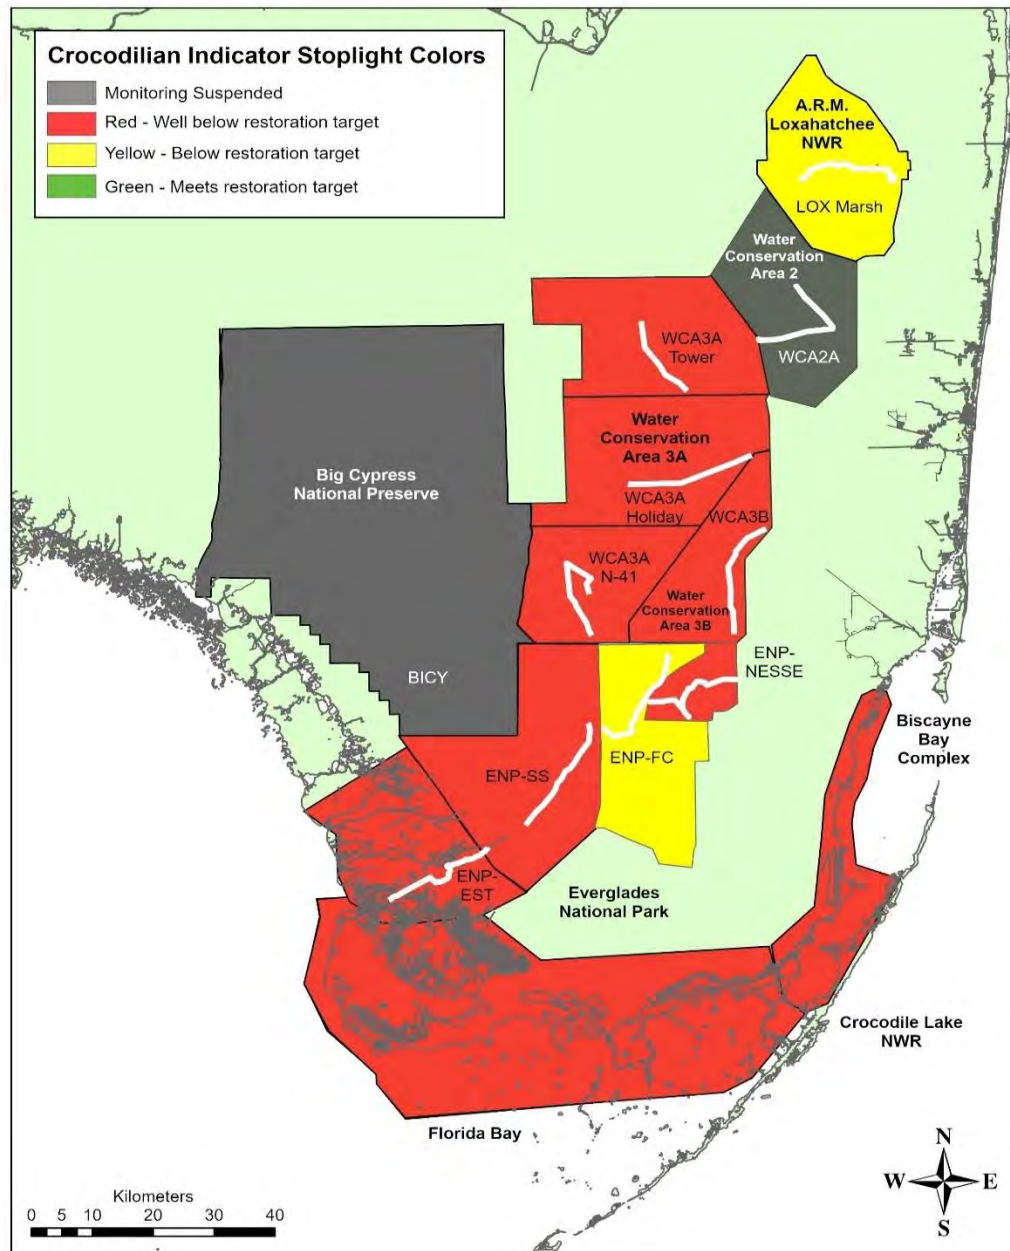 Crocodilian Indicator Stoplight Colors
Monitoring Suspended
Red - Well below restoration target
Yellow - Below restoration target
Green - Meets restoration target
A.R.M.
Loxahatchee
NWR
LOX Marsh
Water
Conservation
Area 2
WCA2A
WCA3A
Tower
Water
Conservation
Area 3A
WCA3A
Holiday
WCA3B
Big Cypress
National Preserve
WCA3A
N-41
Water
Conservation
Area 3B
BICY
ENP-
NESSE
Biscayne
Bay
Complex
ENP-SS
ENP-FC
ENP-
EST
Everglades
National Park
Crocodile Lake
NWR
Florida Bay
Kilometers
0 5 10 20 30 40
N
W E
S